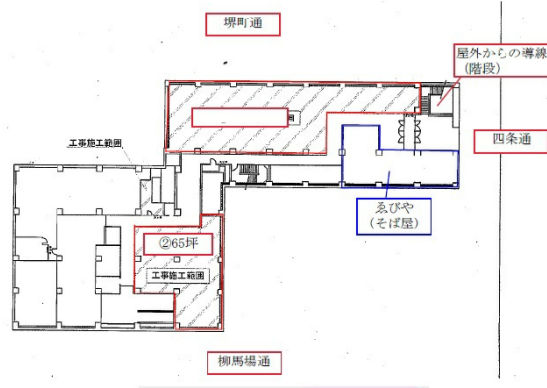 堺町通
屋外からの導線
(階段)
四条通
工事施工範囲
ゑびや
(そば屋)
②65坪
工事施工範囲
柳馬場通